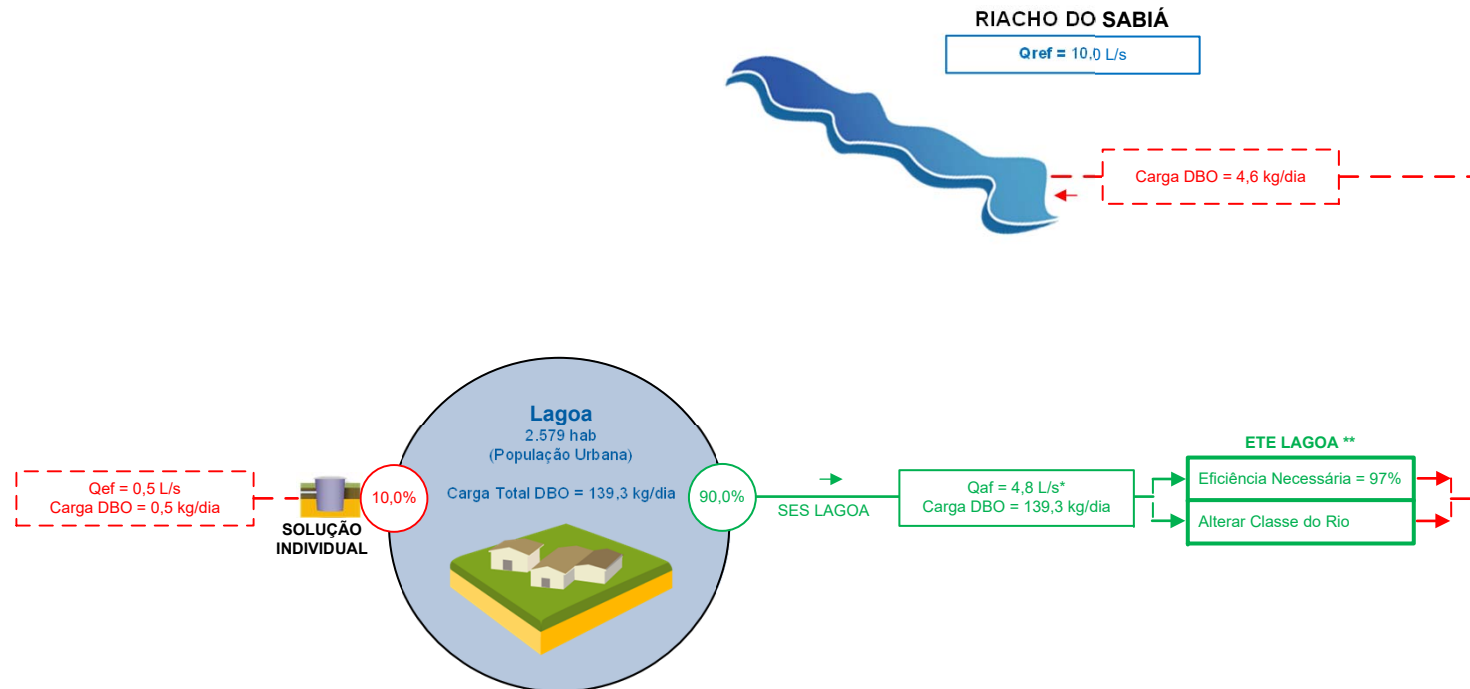 RIACHO DO SABIÁ
Qref = 10,0 L/s
Carga DBO = 4,6 kg/dia
Lagoa
2.579 hab
(População Urbana)
Carga Total DBO = 139,3 kg/dia
Qef = 0,5 L/s
Carga DBO = 0,5 kg/dia
SOLUÇÃO
INDIVIDUAL
10,0%
90,0%
SES LAGOA
Qaf = 4,8 L/s*
Carga DBO = 139,3 kg/dia
ETE LAGOA **
Eficiência Necessária = 97%
Alterar Classe do Rio